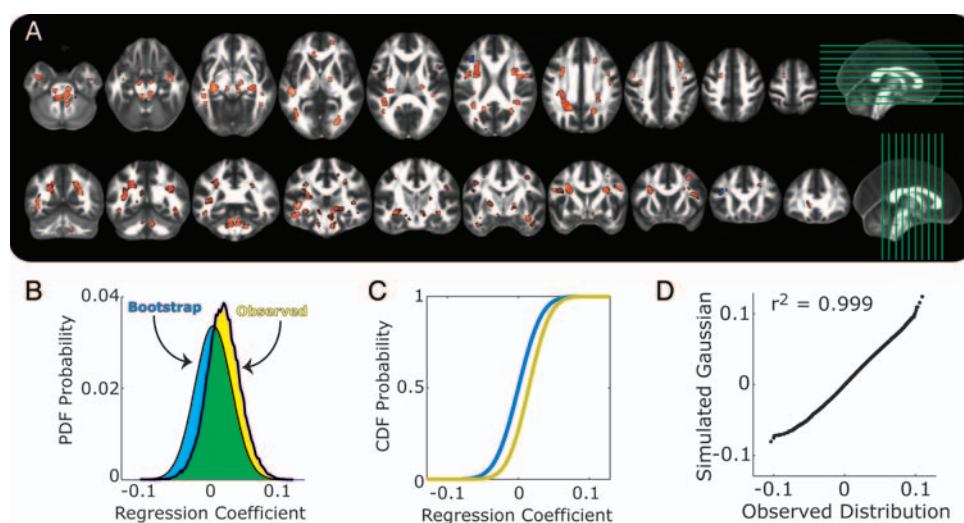 A
B
PDF Probability
0.04
0.02
0
Bootstrap
Observed
-0.1 0 0.1
Regression Coefficient
C
CDF Probability
1
0.5
0
-0.1 0 0.1
Regression Coefficient
D
Simulated Gaussian
r² = 0.999
0.1
0
-0.1
-0.1 0 0.1
Observed Distribution